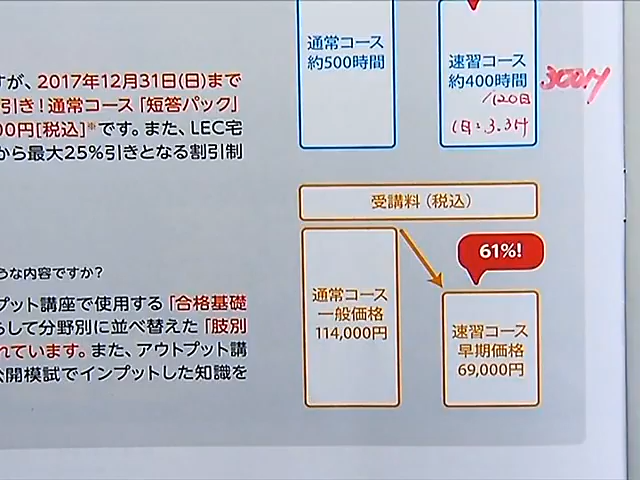 通常コース
約500時間
速習コース
約400時間
300H
/120日
1日:3.3H
すが、2017年12月31日(日)まで
引き!通常コース「短答パック」
00円[税込]※です。また、LEC宅
から最大25%引きとなる割引制
受講料(税込)
61%!
通常コース
一般価格
114,000円
速習コース
早期価格
69,000円
うな内容ですか?
プット講座で使用する「合格基礎
らして分野別に並べ替えた「肢別
れています。また、アウトプット講
公開模試でインプットした知識を